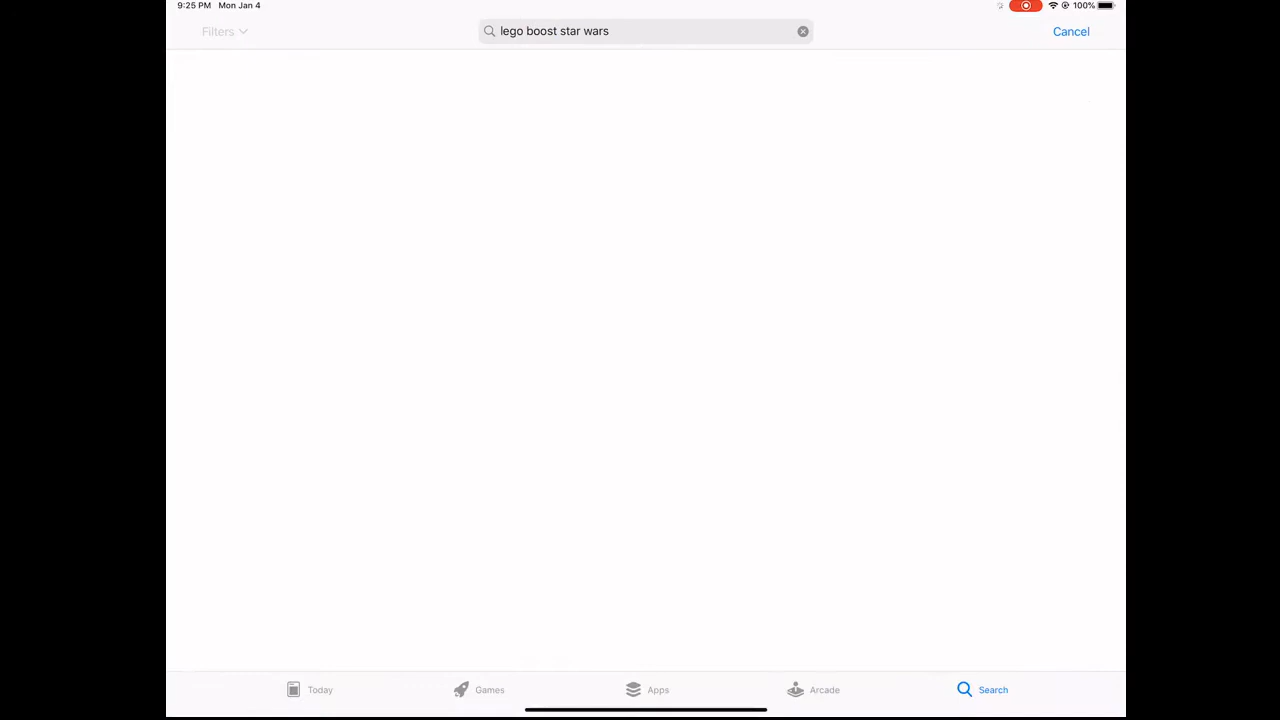 9:25 PM Mon Jan 4
100%
Filters
lego boost star wars
Cancel
Today
Games
Apps
Arcade
Search